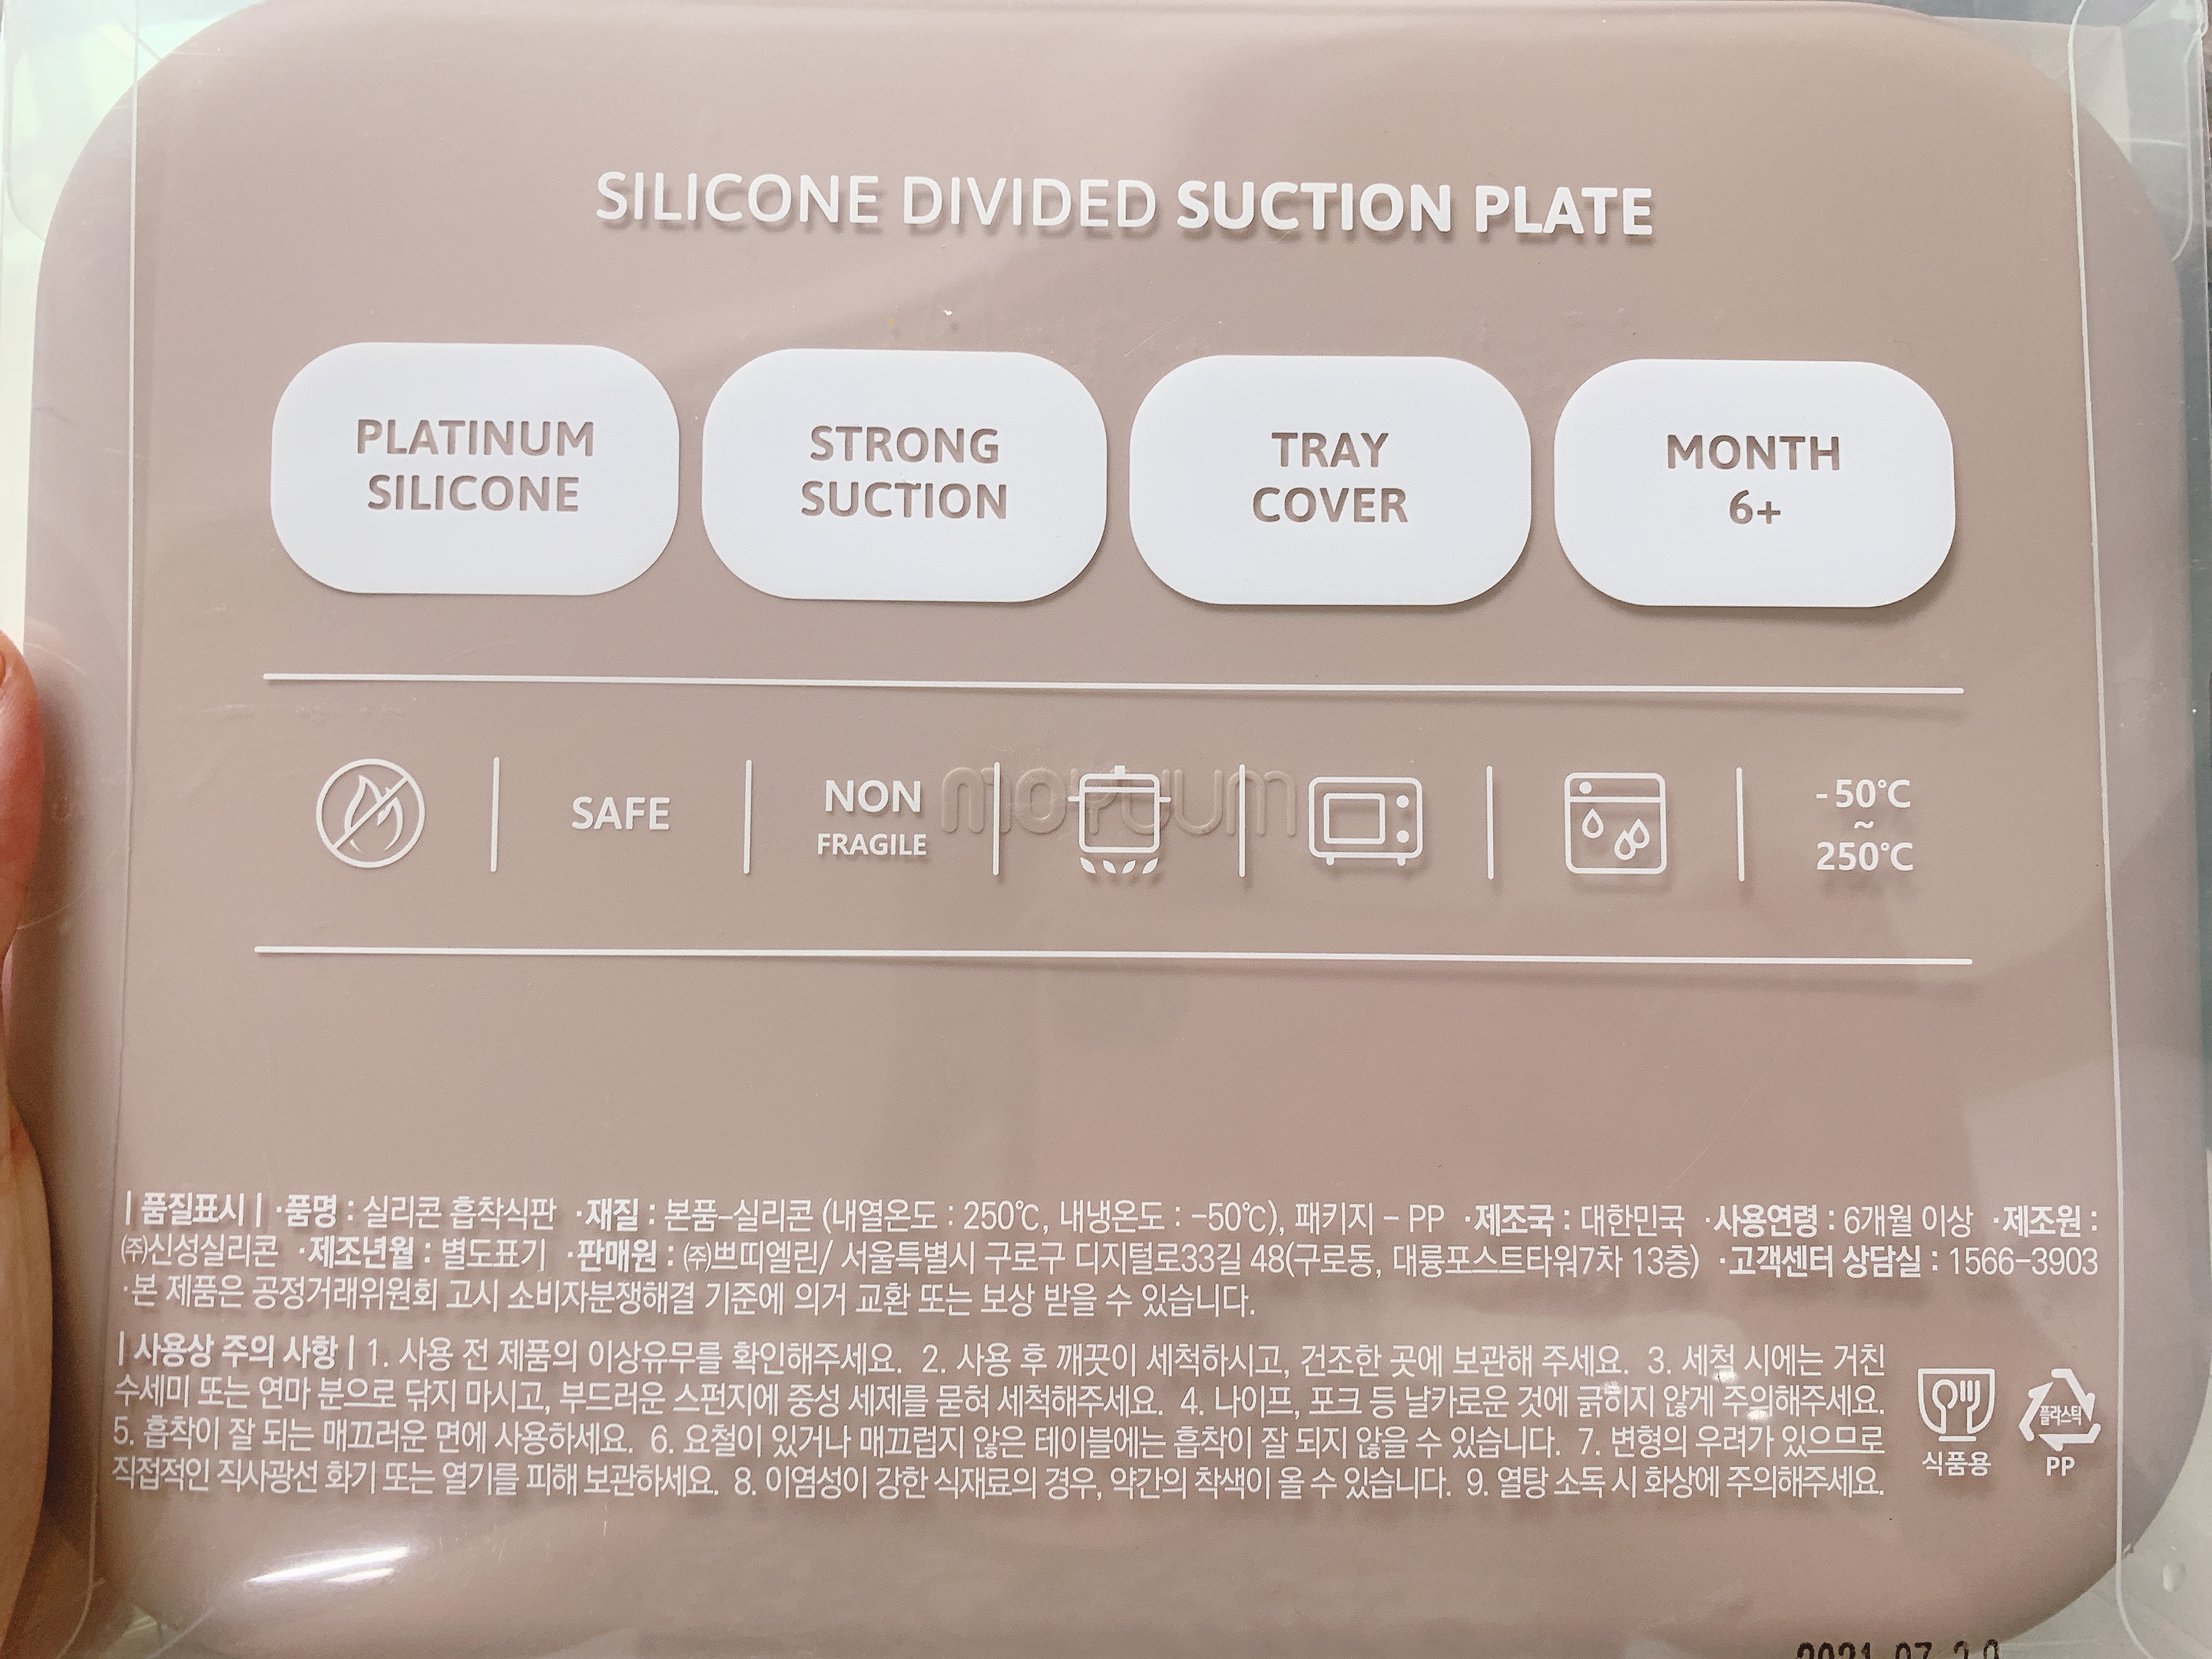 SILICONE DIVIDED SUCTION PLATE
PLATINUM
SILICONE
STRONG
SUCTION
TRAY
COVER
MONTH
6+
SAFE
NON
FRAGILE
moyuum
-50℃
~
250℃
| 품질표시 | ·품명 : 실리콘 흡착식판 ·재질 : 본품-실리콘 (내열온도 : 250℃, 내냉온도 : -50℃), 패키지 - PP ·제조국 : 대한민국 ·사용연령 : 6개월 이상 ·제조원 :
㈜신성실리콘 ·제조년월 : 별도표기 ·판매원 : ㈜쁘띠엘린/ 서울특별시 구로구 디지털로33길 48(구로동, 대륭포스트타워7차 13층) ·고객센터 상담실 : 1566-3903
·본 제품은 공정거래위원회 고시 소비자분쟁해결 기준에 의거 교환 또는 보상 받을 수 있습니다.
| 사용상 주의 사항 | 1. 사용 전 제품의 이상유무를 확인해주세요. 2. 사용 후 깨끗이 세척하시고, 건조한 곳에 보관해 주세요. 3. 세척 시에는 거친
수세미 또는 연마 분으로 닦지 마시고, 부드러운 스펀지에 중성 세제를 묻혀 세척해주세요. 4. 나이프, 포크 등 날카로운 것에 긁히지 않게 주의해주세요.
5. 흡착이 잘 되는 매끄러운 면에 사용하세요. 6. 요철이 있거나 매끄럽지 않은 테이블에는 흡착이 잘 되지 않을 수 있습니다. 7. 변형의 우려가 있으므로
직접적인 직사광선 화기 또는 열기를 피해 보관하세요. 8. 이염성이 강한 식재료의 경우, 약간의 착색이 올 수 있습니다. 9. 열탕 소독 시 화상에 주의해주세요.
식품용
플라스틱
PP